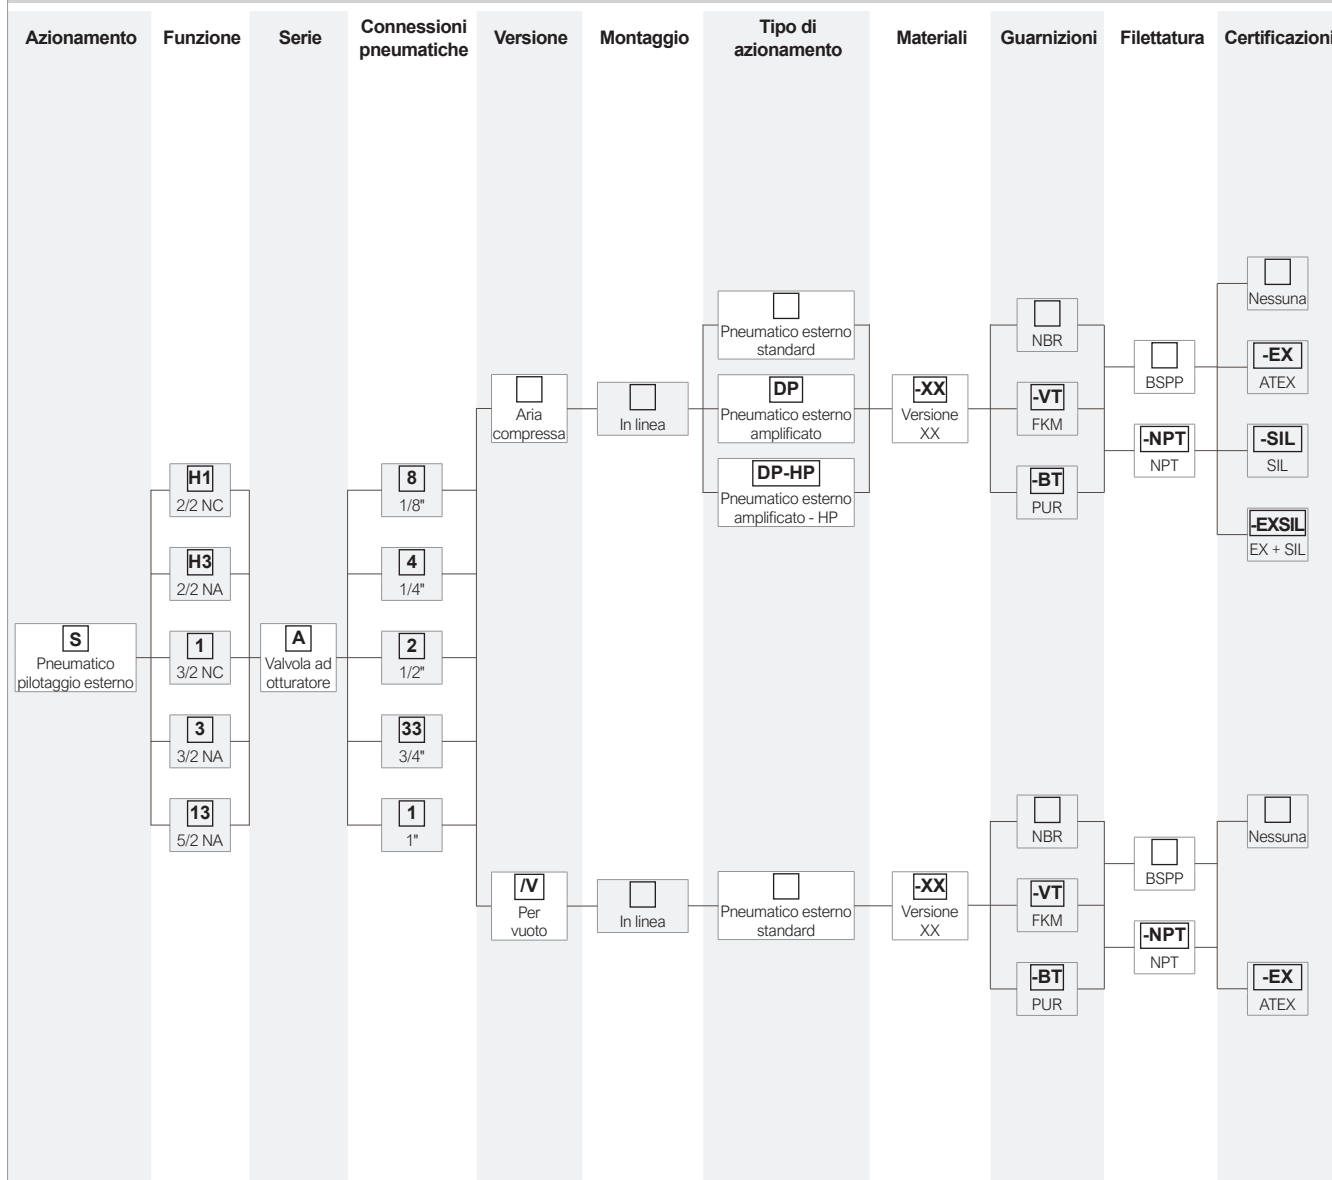 Azionamento
Funzione
Serie
Connessioni
pneumatiche
Versione
Montaggio
Tipo di
azionamento
Materiali
Guarnizioni
Filettatura
Certificazioni
S
Pneumatico
pilotaggio esterno
H1
2/2 NC
H3
2/2 NA
1
3/2 NC
3
3/2 NA
13
5/2 NA
A
Valvola ad
otturatore
8
1/8"
4
1/4"
2
1/2"
33
3/4"
1
1"
Aria
compressa
In linea
Pneumatico esterno
standard
DP
Pneumatico esterno
amplificato
DP-HP
Pneumatico esterno
amplificato - HP
-XX
Versione
XX
NBR
-VT
FKM
-BT
PUR
BSPP
-NPT
NPT
Nessuna
-EX
ATEX
-SIL
SIL
-EXSIL
EX + SIL
/V
Per
vuoto
In linea
Pneumatico esterno
standard
-XX
Versione
XX
NBR
-VT
FKM
-BT
PUR
BSPP
-NPT
NPT
Nessuna
-EX
ATEX